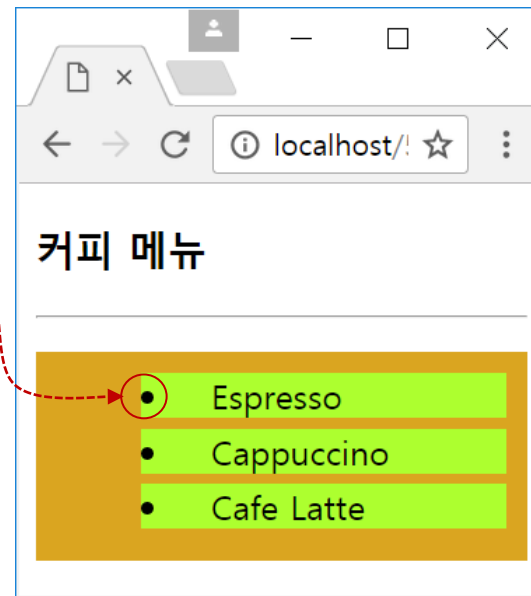 localhost/
커피 메뉴
Espresso
Cappuccino
Cafe Latte